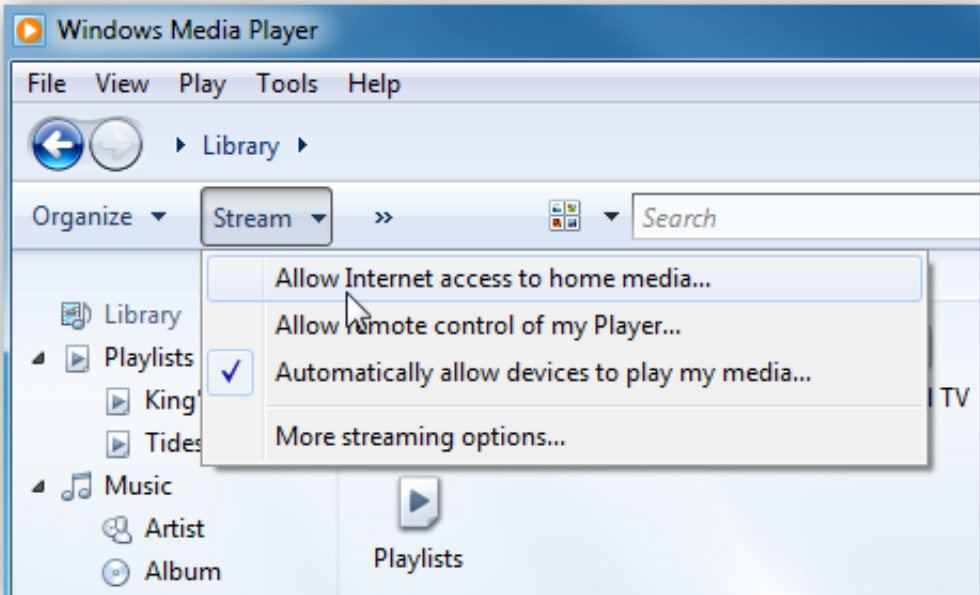 Windows Media Player
File View Play Tools Help
Library
Organize Stream » Search
Allow Internet access to home media...
Library
Allow remote control of my Player...
Playlists
Automatically allow devices to play my media...
King'
TV
Tides
More streaming options...
Music
Artist
Playlists
Album